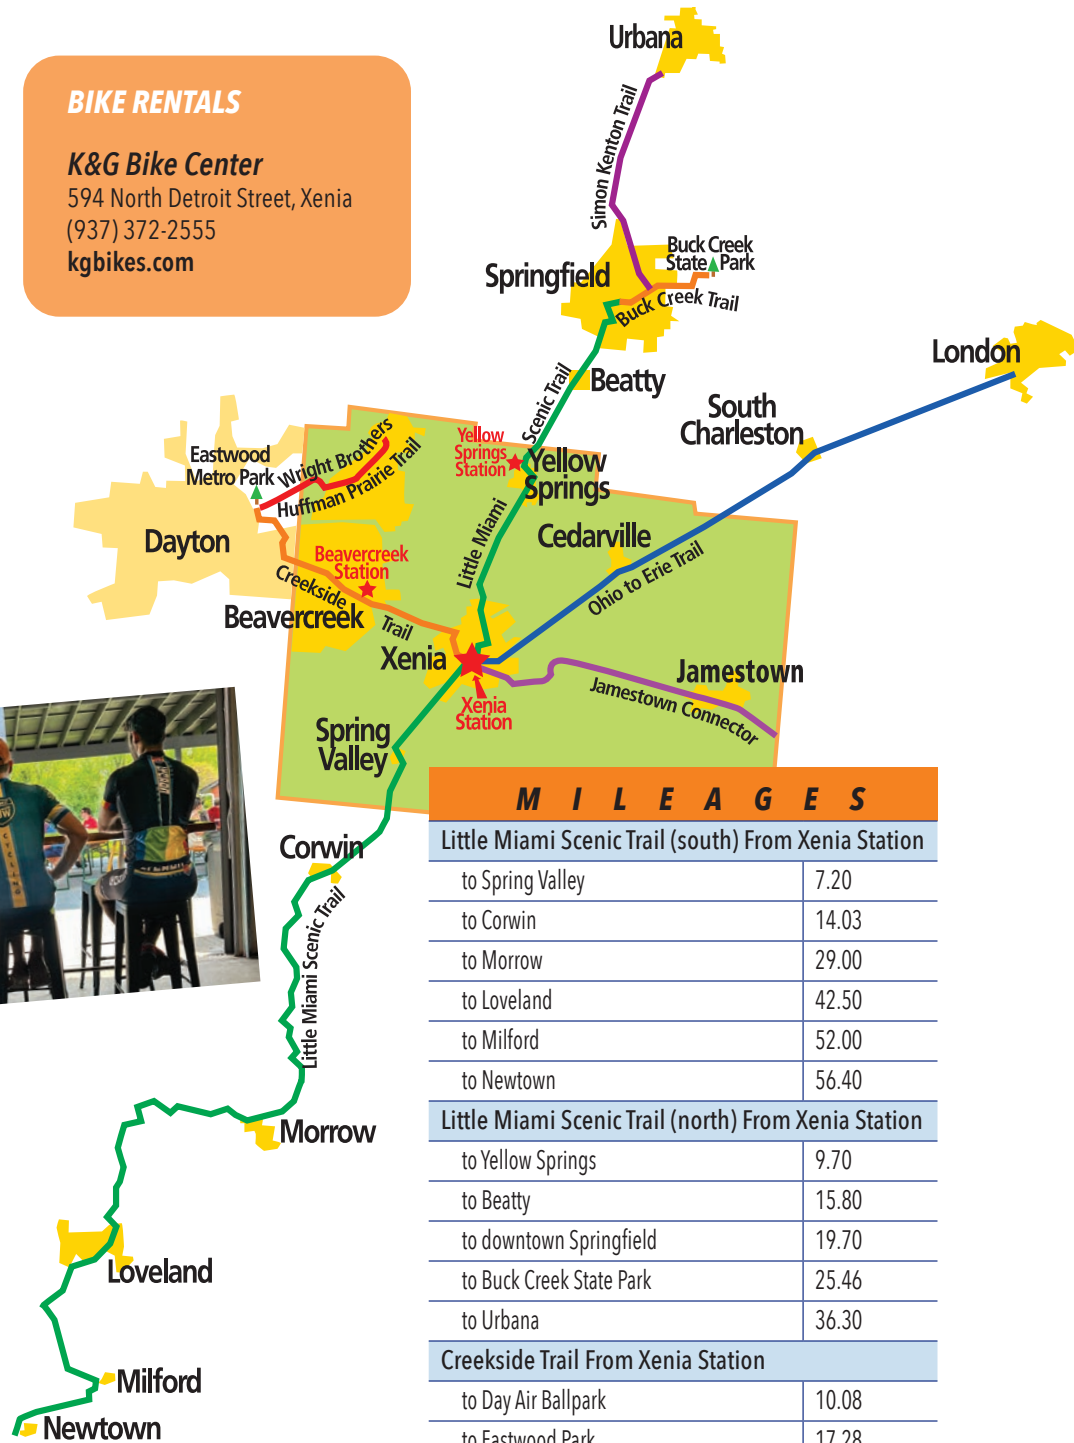 BIKE RENTALS
K&G Bike Center
594 North Detroit Street, Xenia
(937) 372-2555
kgbikes.com
Urbana
Simon Kenton Trail
Buck Creek
State Park
Springfield
Buck Creek Trail
London
Scenic Trail
Beatty
South
Charleston
Eastwood
Metro Park
Wright Brothers
Huffman Prairie Trail
Yellow
Springs
Station
Yellow
Springs
Dayton
Little Miami
Cedarville
Beavercreek
Station
Ohio to Erie Trail
Creekside
Trail
Beavercreek
Xenia
Jamestown
Xenia
Station
Jamestown Connector
Spring
Valley
Corwin
Little Miami Scenic Trail
Morrow
Loveland
Milford
Newtown
CYCLING
MILEAGES
Little Miami Scenic Trail (south) From Xenia Station
to Spring Valley 7.20
to Corwin 14.03
to Morrow 29.00
to Loveland 42.50
to Milford 52.00
to Newtown 56.40
Little Miami Scenic Trail (north) From Xenia Station
to Yellow Springs 9.70
to Beatty 15.80
to downtown Springfield 19.70
to Buck Creek State Park 25.46
to Urbana 36.30
Creekside Trail From Xenia Station
to Day Air Ballpark 10.08
to Eastwood Park 17.28